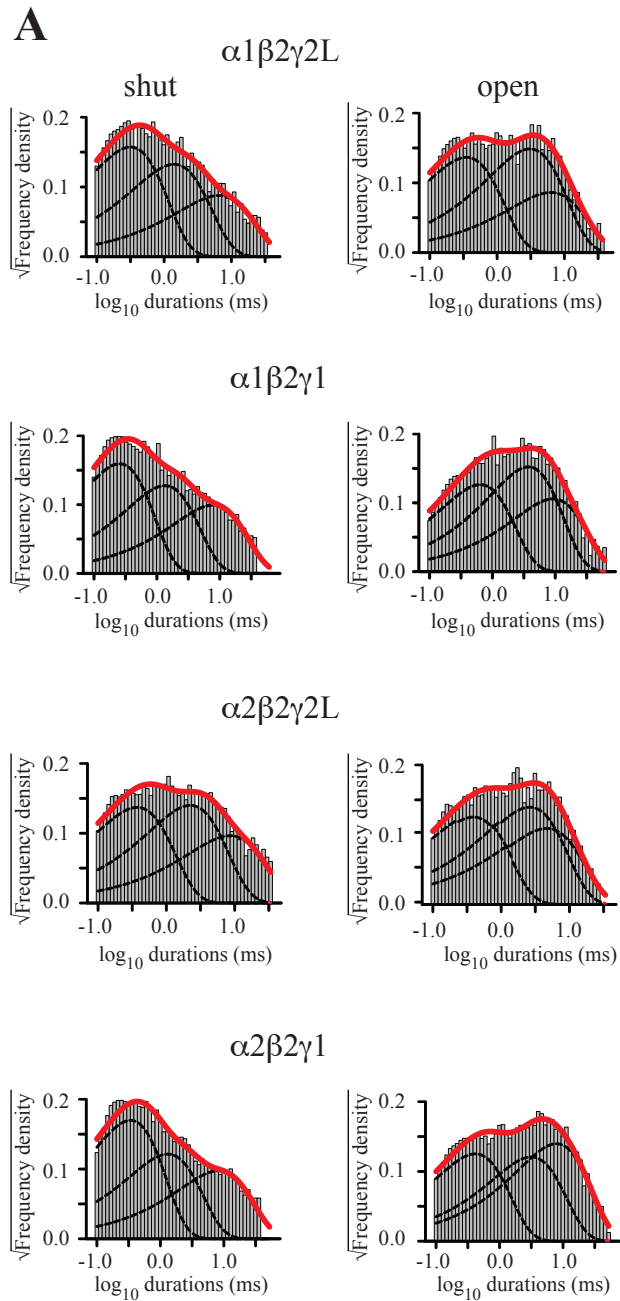 A
α1β2γ2L
shut open
√Frequency density
0.2
0.1
0.0
-1.0 0.0 1.0
log10 durations (ms)
√Frequency density
0.2
0.1
0.0
-1.0 0.0 1.0
log10 durations (ms)
α1β2γ1
√Frequency density
0.2
0.1
0.0
-1.0 0.0 1.0
log10 durations (ms)
√Frequency density
0.2
0.1
0.0
-1.0 0.0 1.0
log10 durations (ms)
α2β2γ2L
√Frequency density
0.2
0.1
0.0
-1.0 0.0 1.0
log10 durations (ms)
√Frequency density
0.2
0.1
0.0
-1.0 0.0 1.0
log10 durations (ms)
α2β2γ1
√Frequency density
0.2
0.1
0.0
-1.0 0.0 1.0
log10 durations (ms)
√Frequency density
0.2
0.1
0.0
-1.0 0.0 1.0
log10 durations (ms)